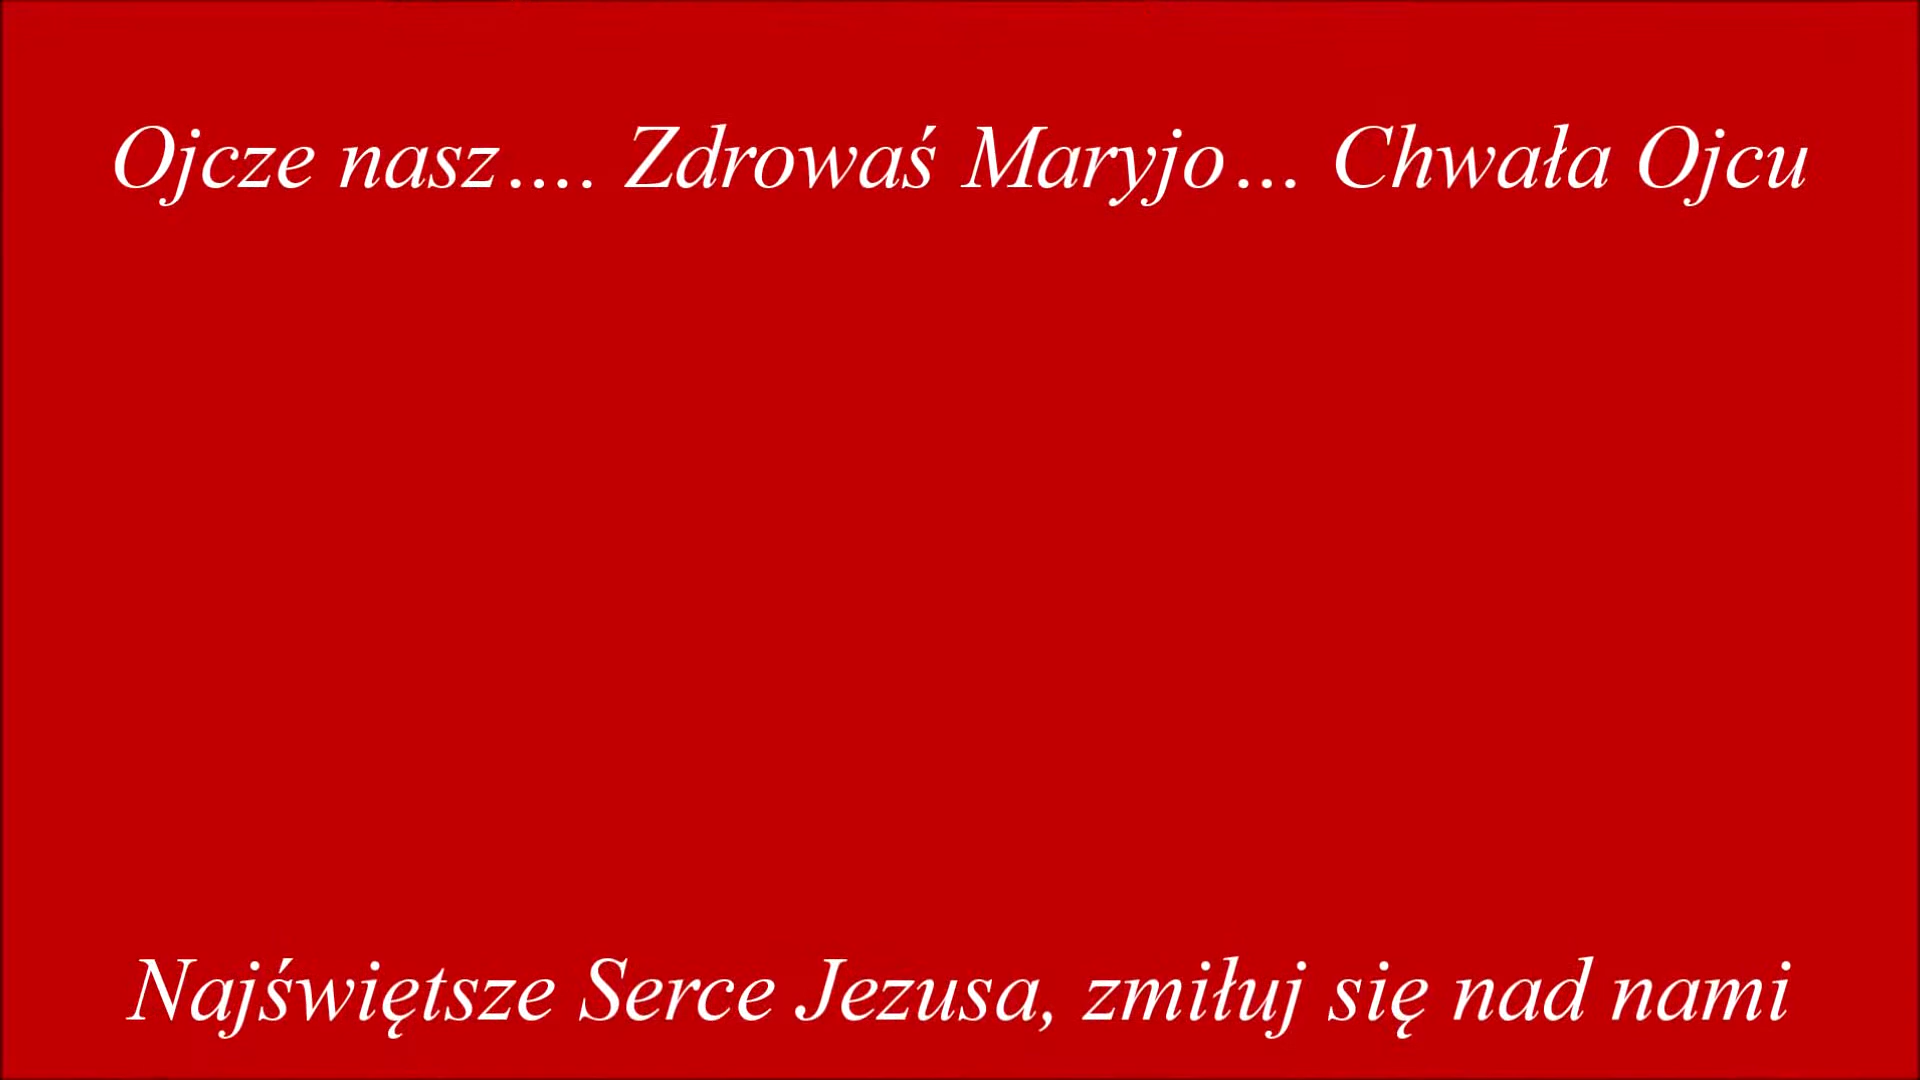 Ojcze nasz…. Zdrowaś Maryjo… Chwała Ojcu
Najświętsze Serce Jezusa, zmiłuj się nad nami